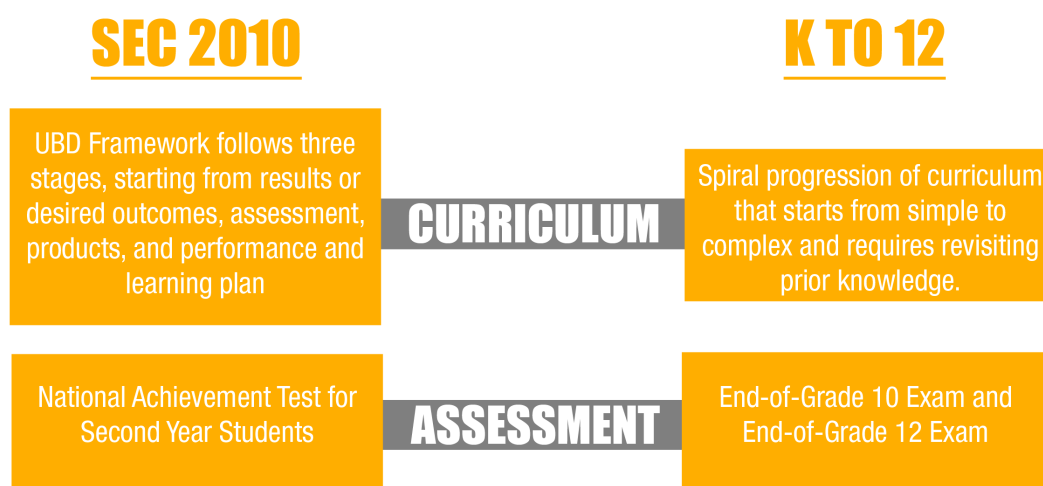 SEC 2010
K TO 12
UBD Framework follows three
stages, starting from results or
desired outcomes, assessment,
products, and performance and
learning plan
CURRICULUM
Spiral progression of curriculum
that starts from simple to
complex and requires revisiting
prior knowledge.
National Achievement Test for
Second Year Students
ASSESSMENT
End-of-Grade 10 Exam and
End-of-Grade 12 Exam